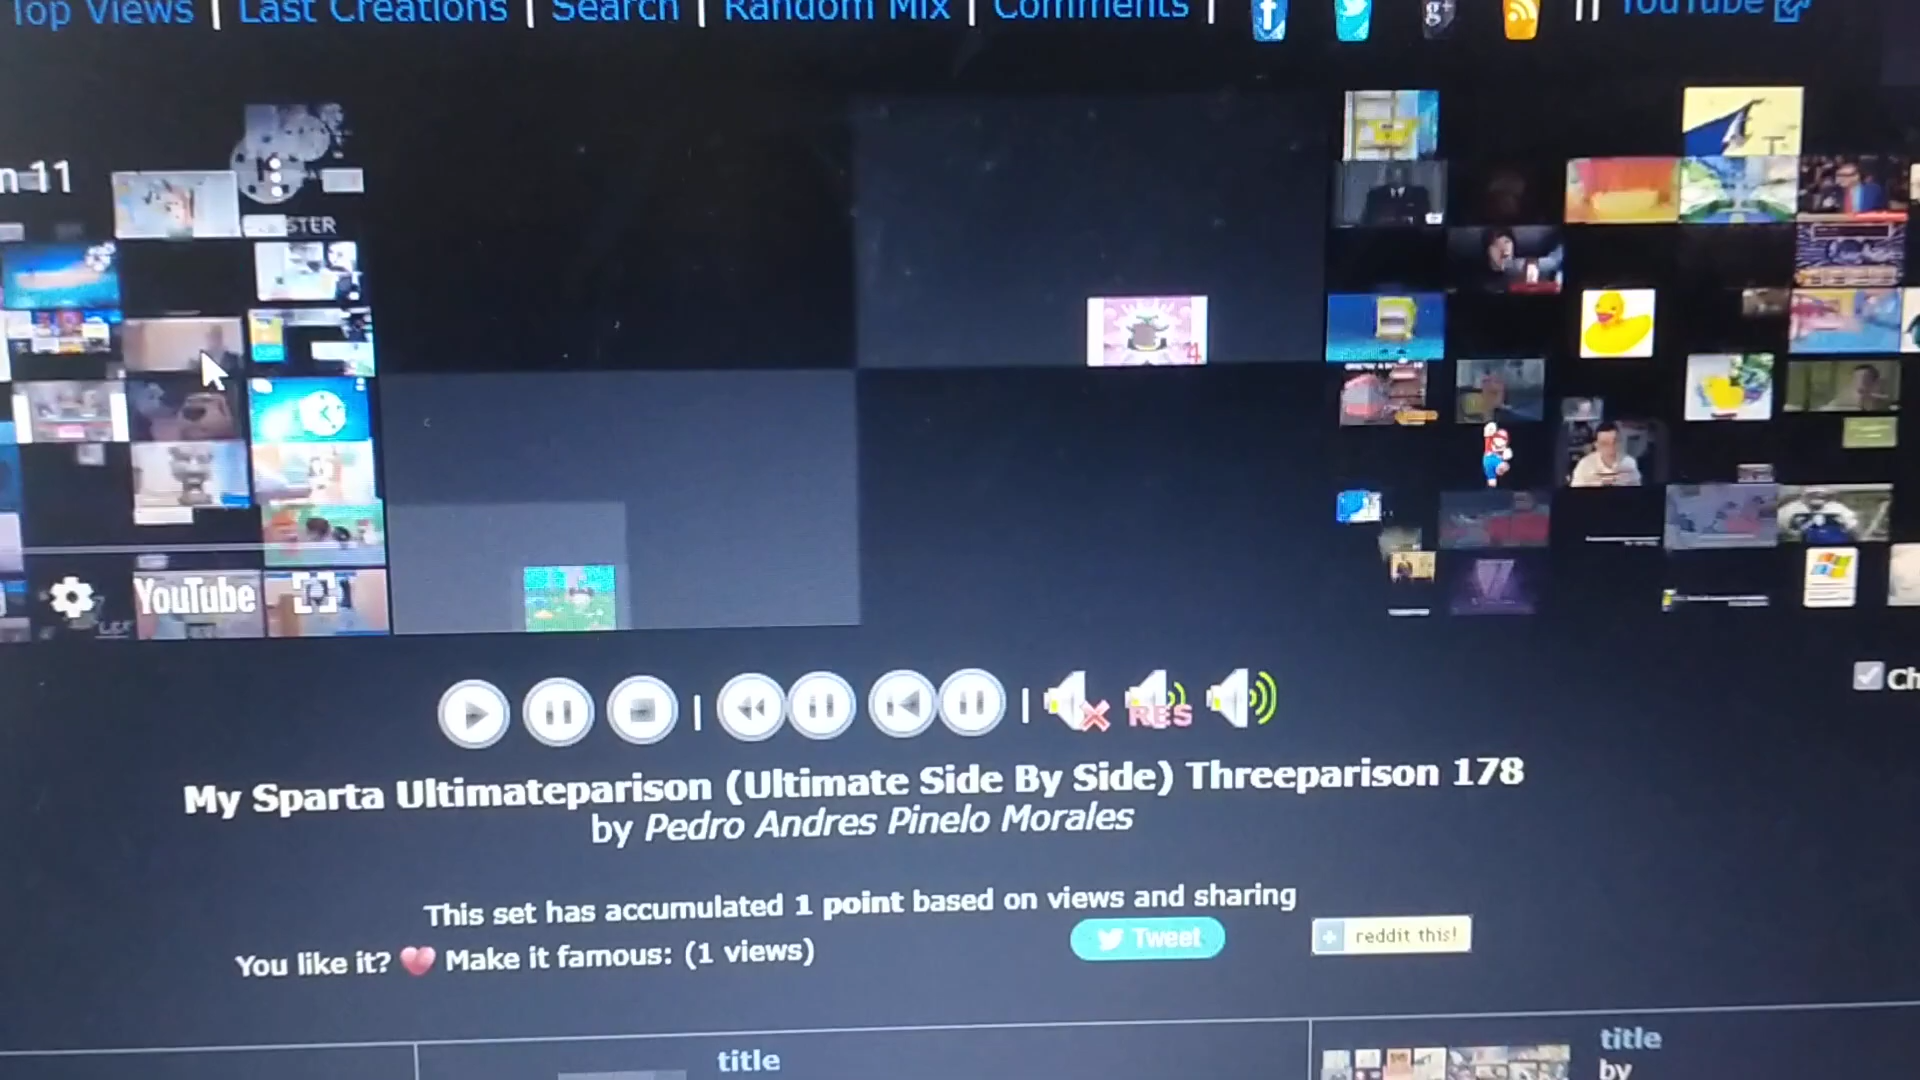 Top Views | Last Creations | Search | Random Mix | Comments | g+ || YouTube
n 11
STER
4
YouTube
RES
Ch
My Sparta Ultimateparison (Ultimate Side By Side) Threeparison 178
by Pedro Andres Pinelo Morales
This set has accumulated 1 point based on views and sharing
You like it? Make it famous: (1 views)
Tweet
reddit this!
title
title
by